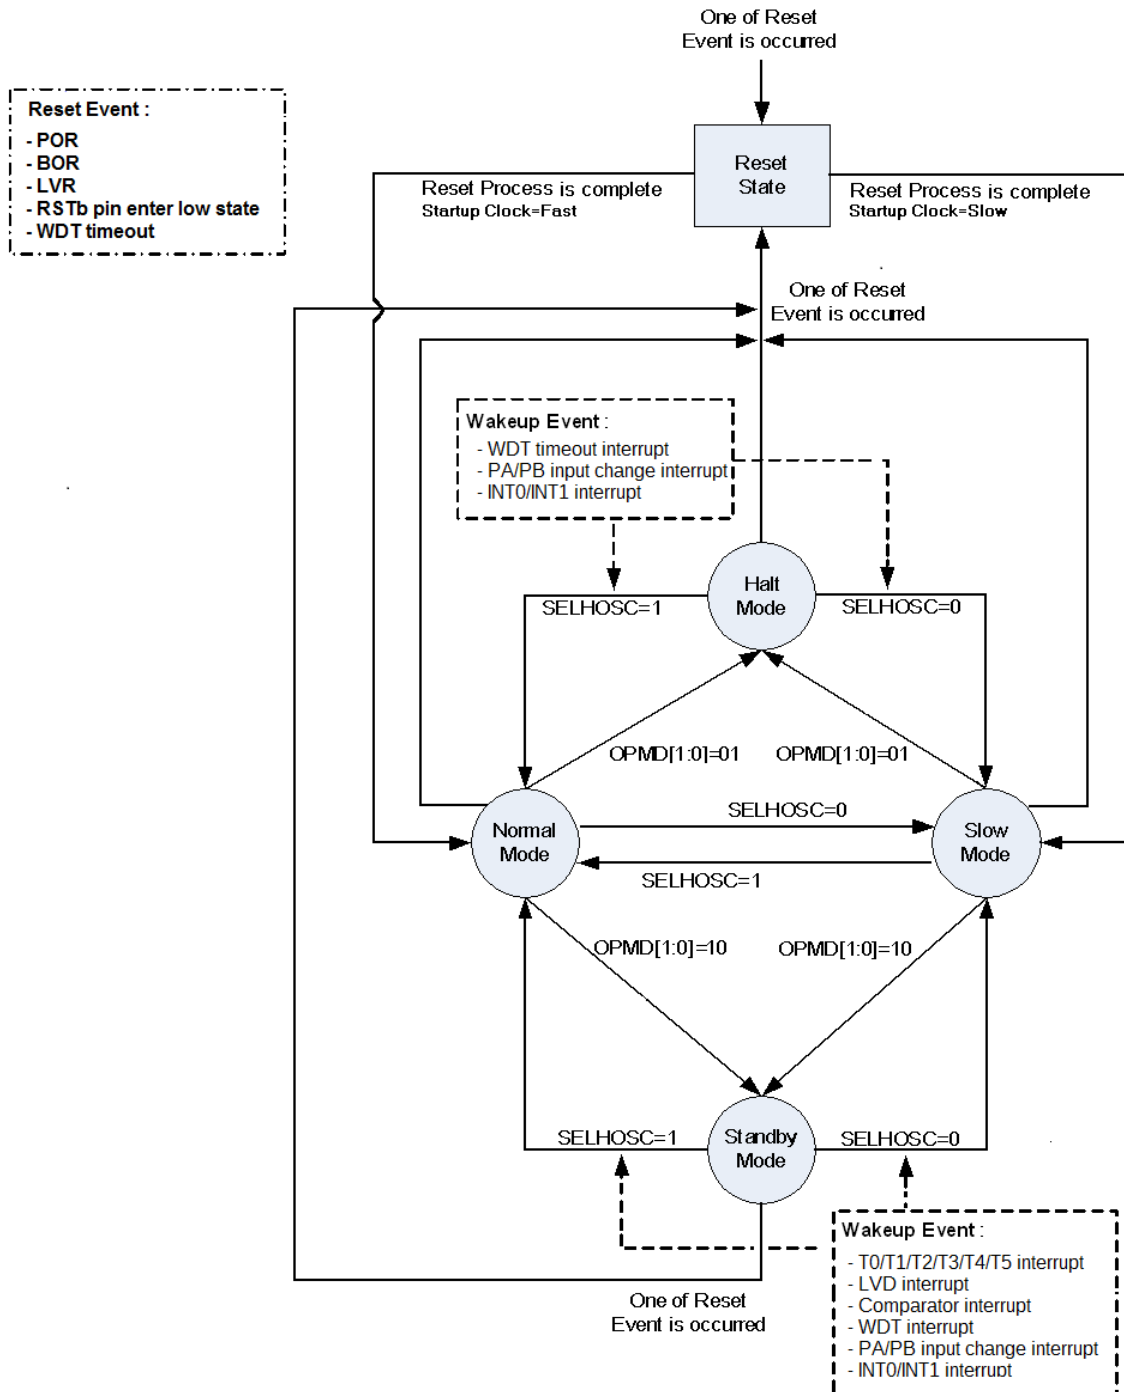 One of Reset
Event is occurred
Reset Event :
- POR
- BOR
- LVR
- RSTb pin enter low state
- WDT timeout
Reset
State
Reset Process is complete
Startup Clock=Fast
Reset Process is complete
Startup Clock=Slow
One of Reset
Event is occurred
Wakeup Event :
- WDT timeout interrupt
- PA/PB input change interrupt
- INT0/INT1 interrupt
Halt
Mode
SELHOSC=1
SELHOSC=0
OPMD[1:0]=01
OPMD[1:0]=01
SELHOSC=0
Normal
Mode
Slow
Mode
SELHOSC=1
OPMD[1:0]=10
OPMD[1:0]=10
SELHOSC=1
Standby
Mode
SELHOSC=0
Wakeup Event :
- T0/T1/T2/T3/T4/T5 interrupt
- LVD interrupt
- Comparator interrupt
- WDT interrupt
- PA/PB input change interrupt
- INT0/INT1 interrupt
One of Reset
Event is occurred